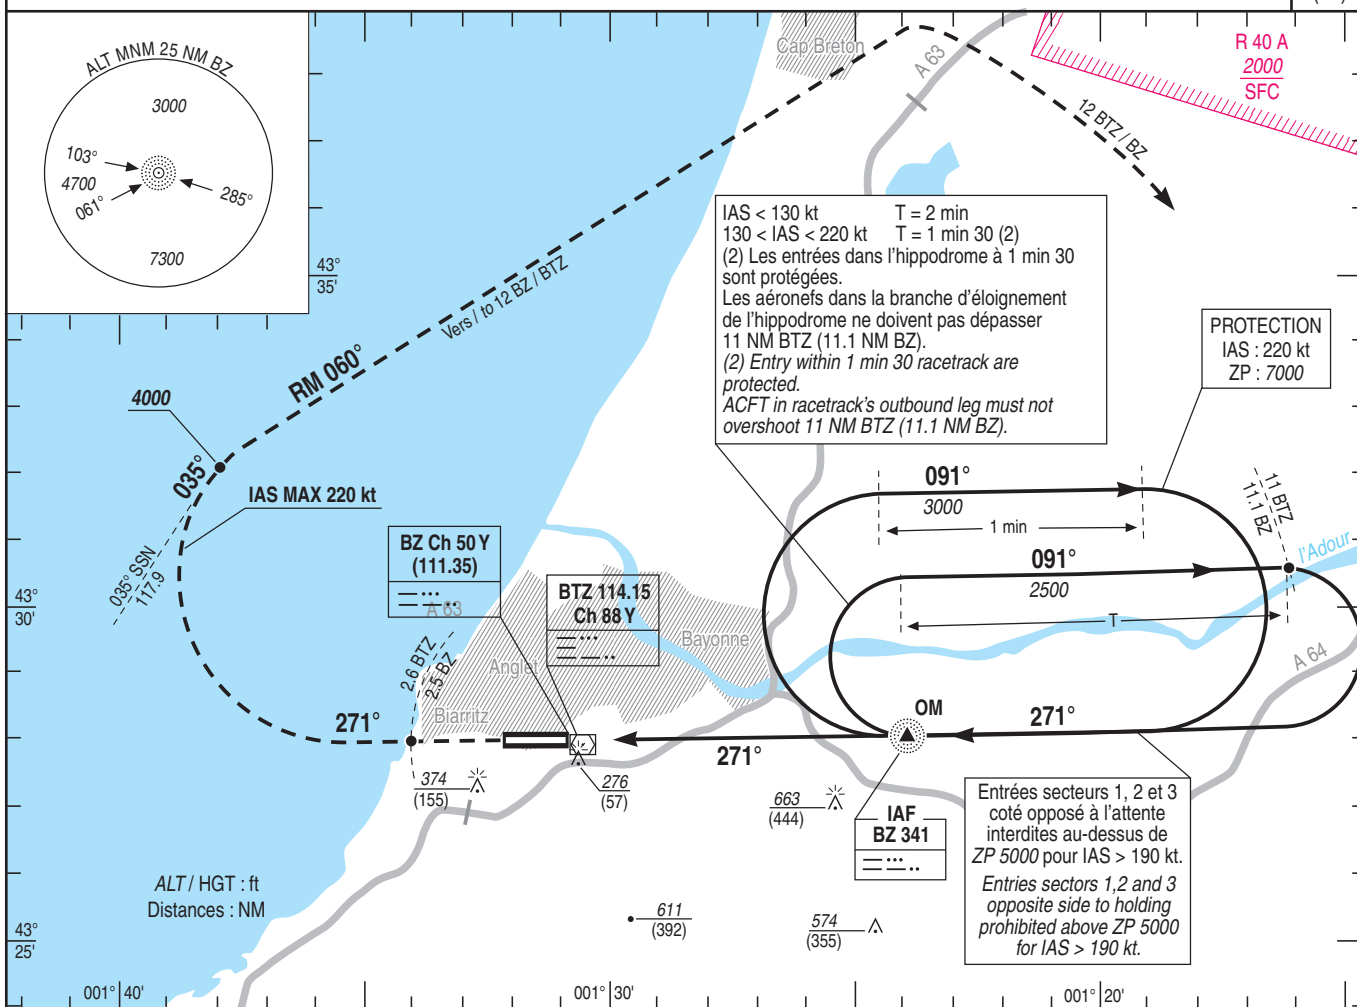 ALT MNM 25 NM BZ
3000
103°
4700
061°
285°
7300
43°
35'
Cap Breton
A 63
R 40 A
2000
SFC
12 BTZ / BZ
Vers / to 12 BZ / BTZ
RM 060°
4000
035°
IAS MAX 220 kt
035° SSN
117.9
IAS < 130 kt T = 2 min
130 < IAS < 220 kt T = 1 min 30 (2)
(2) Les entrées dans l'hippodrome à 1 min 30
sont protégées.
Les aéronefs dans la branche d'éloignement
de l'hippodrome ne doivent pas dépasser
11 NM BTZ (11.1 NM BZ).
(2) Entry within 1 min 30 racetrack are
protected.
ACFT in racetrack's outbound leg must not
overshoot 11 NM BTZ (11.1 NM BZ).
PROTECTION
IAS : 220 kt
ZP : 7000
091°
3000
1 min
11 BTZ
11.1 BZ
091°
2500
T
l'Adour
A 64
BZ Ch 50 Y
(111.35)
A 63
BTZ 114.15
Ch 88 Y
Bayonne
Anglet
Biarritz
2.6 BTZ
2.5 BZ
43°
30'
271°
271°
OM
271°
374
(155)
276
(57)
663
(444)
IAF
BZ 341
Entrées secteurs 1, 2 et 3
coté opposé à l'attente
interdites au-dessus de
ZP 5000 pour IAS > 190 kt.
Entries sectors 1,2 and 3
opposite side to holding
prohibited above ZP 5000
for IAS > 190 kt.
ALT / HGT : ft
Distances : NM
611
(392)
574
(355)
43°
25'
001° 40'
001° 30'
001° 20'